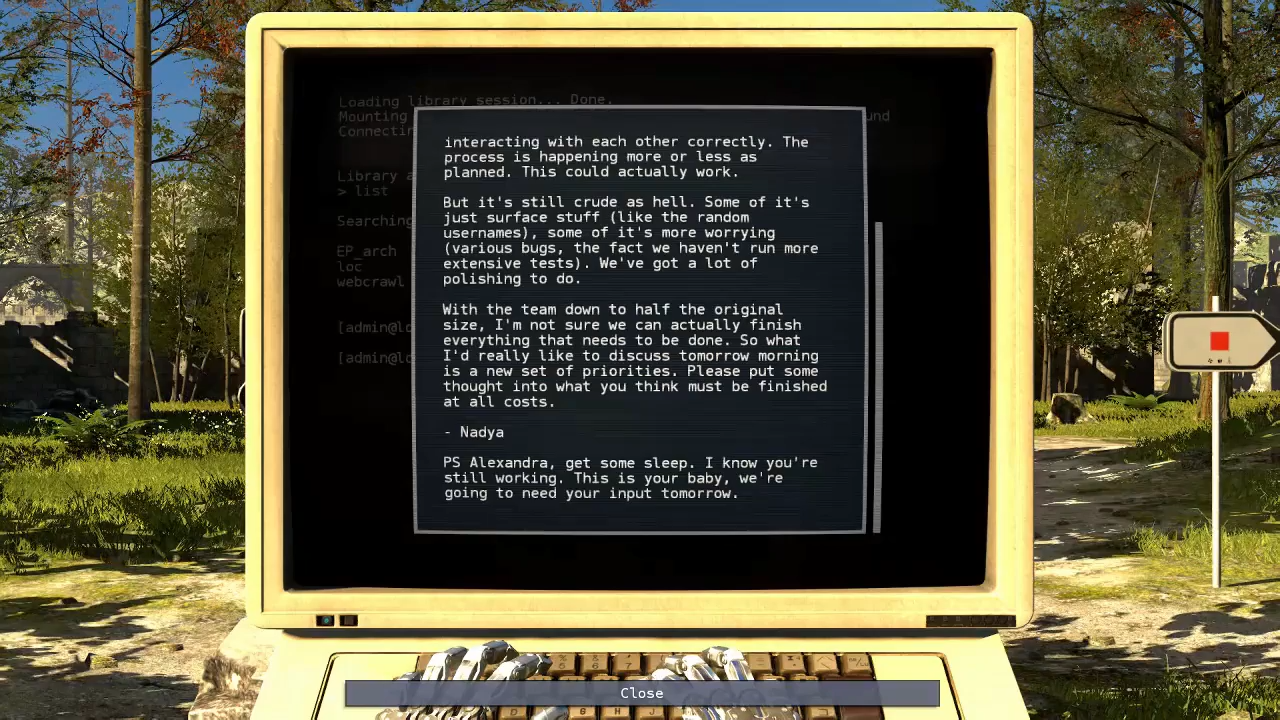 Loading library session... Done.
Mounting
und
Connectin
Library a
> list
Searching
EP_arch
loc
webcrawl
[admin@lo
[admin@lo
interacting with each other correctly. The
process is happening more or less as
planned. This could actually work.
But it's still crude as hell. Some of it's
just surface stuff (like the random
usernames), some of it's more worrying
(various bugs, the fact we haven't run more
extensive tests). We've got a lot of
polishing to do.
With the team down to half the original
size, I'm not sure we can actually finish
everything that needs to be done. So what
I'd really like to discuss tomorrow morning
is a new set of priorities. Please put some
thought into what you think must be finished
at all costs.
- Nadya
PS Alexandra, get some sleep. I know you're
still working. This is your baby, we're
going to need your input tomorrow.
Close